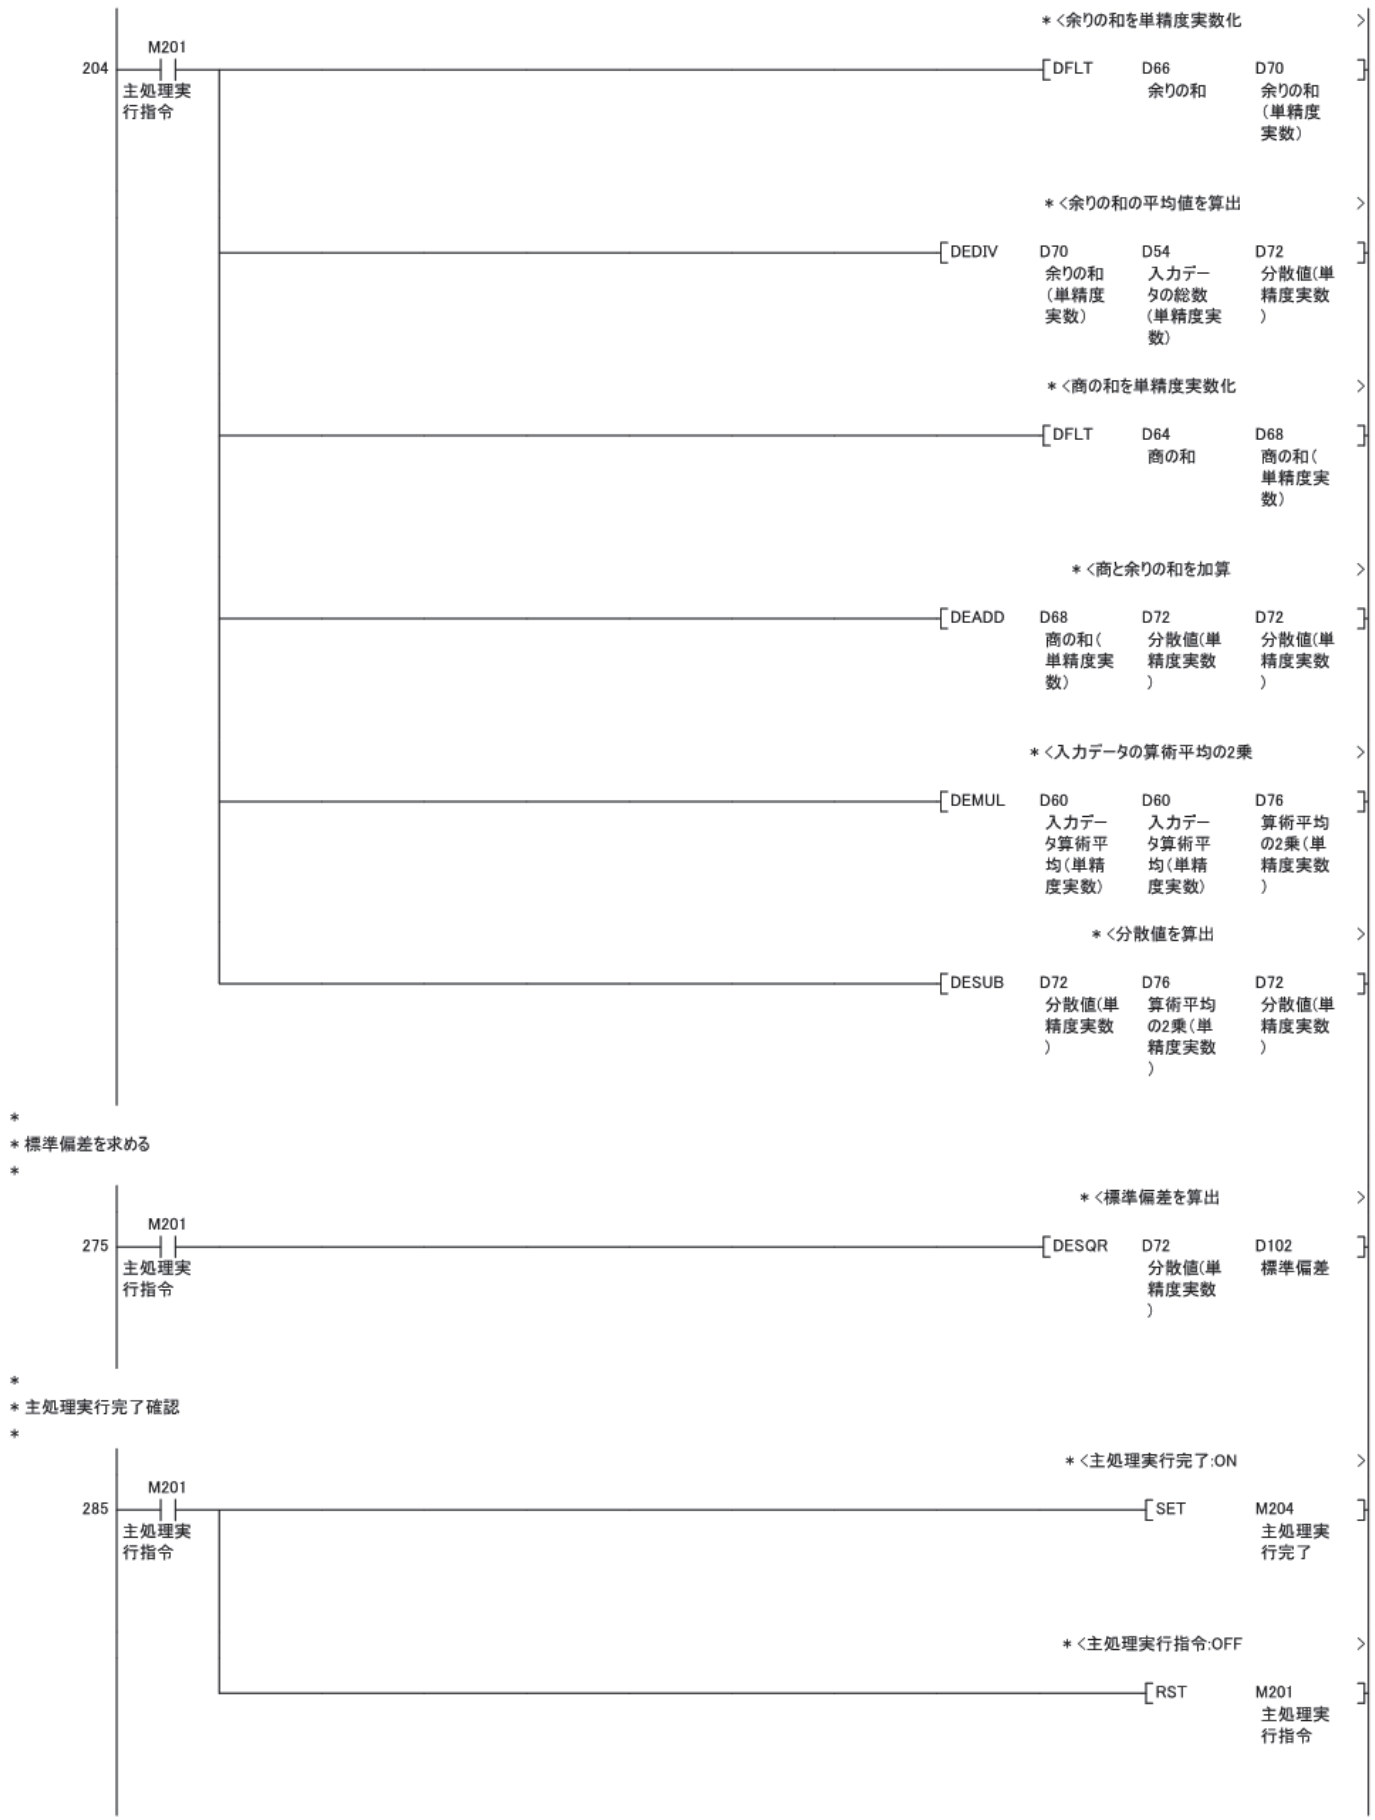 * <余りの和を単精度実数化 >
M201
204 [DFLT D66 D70 ]
主処理実 余りの和 余りの和
行指令 (単精度
実数)
* <余りの和の平均値を算出 >
[DEDIV D70 D54 D72 ]
余りの和 入力デー 分散値(単
(単精度 タの総数 精度実数
実数) (単精度実 )
数)
* <商の和を単精度実数化 >
[DFLT D64 D68 ]
商の和 商の和(
単精度実
数)
* <商と余りの和を加算 >
[DEADD D68 D72 D72 ]
商の和( 分散値(単 分散値(単
単精度実 精度実数 精度実数
数) ) )
* <入力データの算術平均の2乗 >
[DEMUL D60 D60 D76 ]
入力デー 入力デー 算術平均
タ算術平 タ算術平 の2乗(単
均(単精 均(単精 精度実数
度実数) 度実数) )
* <分散値を算出 >
[DESUB D72 D76 D72 ]
分散値(単 算術平均 分散値(単
精度実数 の2乗(単 精度実数
) 精度実数 )
)
*
* 標準偏差を求める
*
* <標準偏差を算出 >
M201
275 [DESQR D72 D102 ]
主処理実 分散値(単 標準偏差
行指令 精度実数
)
*
* 主処理実行完了確認
*
* <主処理実行完了:ON >
M201
285 [SET M204 ]
主処理実 主処理実
行指令 行完了
* <主処理実行指令:OFF >
[RST M201 ]
主処理実
行指令